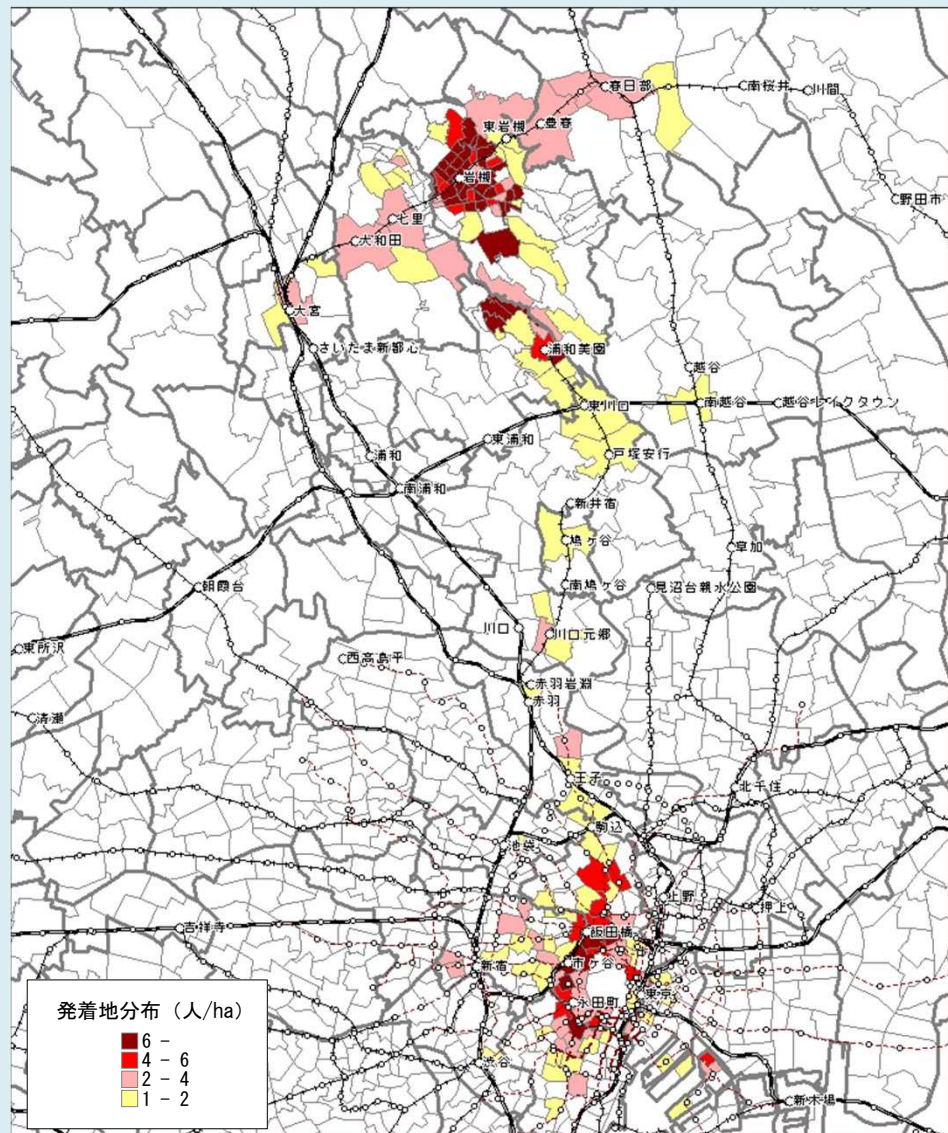 春日部
南桜井
川間
豊春
東岩槻
岩槻
野田市
七里
大和田
大宮
さいたま新都心
浦和美園
越谷
東川口
南越谷
越谷レイクタウン
東浦和
戸塚安行
浦和
南浦和
新井宿
鳩ヶ谷
草加
朝霞台
南鳩ヶ谷
見沼台親水公園
川口
川口元郷
東所沢
西高島平
赤羽岩淵
赤羽
清瀬
王子
北千住
駒込
池袋
上野
押上
吉祥寺
飯田橋
新宿
市ヶ谷
東京
永田町
渋谷
新木場
発着地分布（人/ha）
6 -
4 - 6
2 - 4
1 - 2